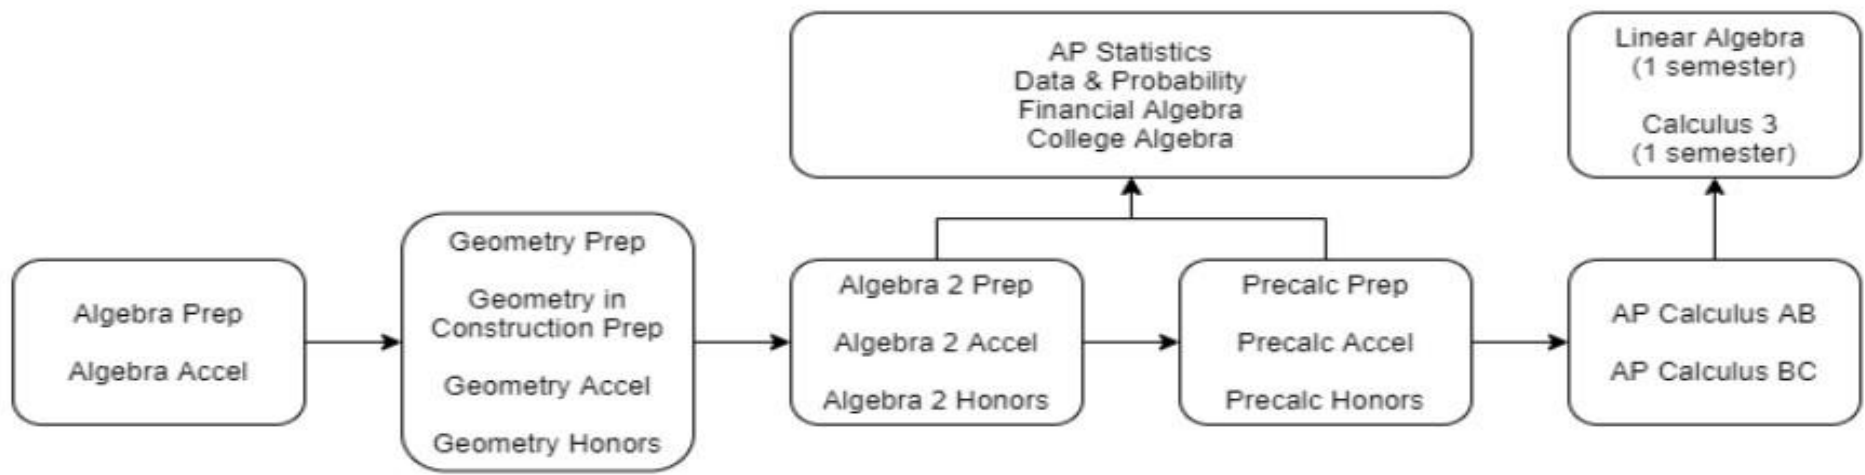 AP Statistics
Data & Probability
Financial Algebra
College Algebra
Linear Algebra
(1 semester)
Calculus 3
(1 semester)
Algebra Prep
Algebra Accel
Geometry Prep
Geometry in
Construction Prep
Geometry Accel
Geometry Honors
Algebra 2 Prep
Algebra 2 Accel
Algebra 2 Honors
Precalc Prep
Precalc Accel
Precalc Honors
AP Calculus AB
AP Calculus BC